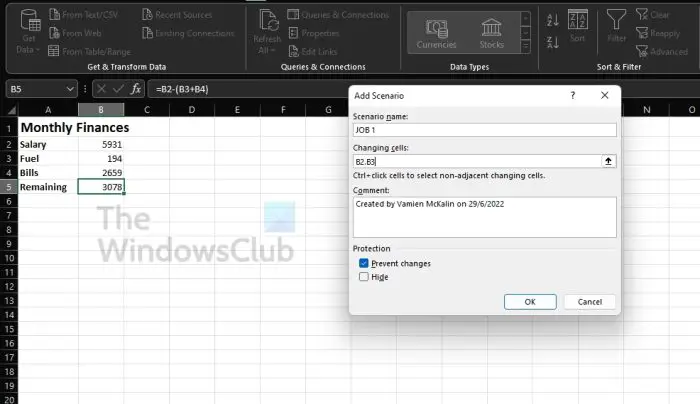 Get Data
From Text/CSV
From Web
From Table/Range
Recent Sources
Existing Connections
Get & Transform Data
Refresh All
Queries & Connections
Properties
Edit Links
Queries & Connections
Currencies
Stocks
Data Types
A Z
Z A
Z A A Z
Sort
Filter
Clear
Reapply
Advanced
Sort & Filter
B5
fx
=B2-(B3+B4)
A B C D E F G N O
1 Monthly Finances
2 Salary 5931
3 Fuel 194
4 Bills 2659
5 Remaining 3078
6
7
8
9
10
11
12
13
14
15
16
17
18
19
20
The
WindowsClub
Add Scenario
?
Scenario name:
JOB 1
Changing cells:
B2.B3
Ctrl+click cells to select non-adjacent changing cells.
Comment:
Created by Vamien McKalin on 29/6/2022
Protection
Prevent changes
Hide
OK
Cancel